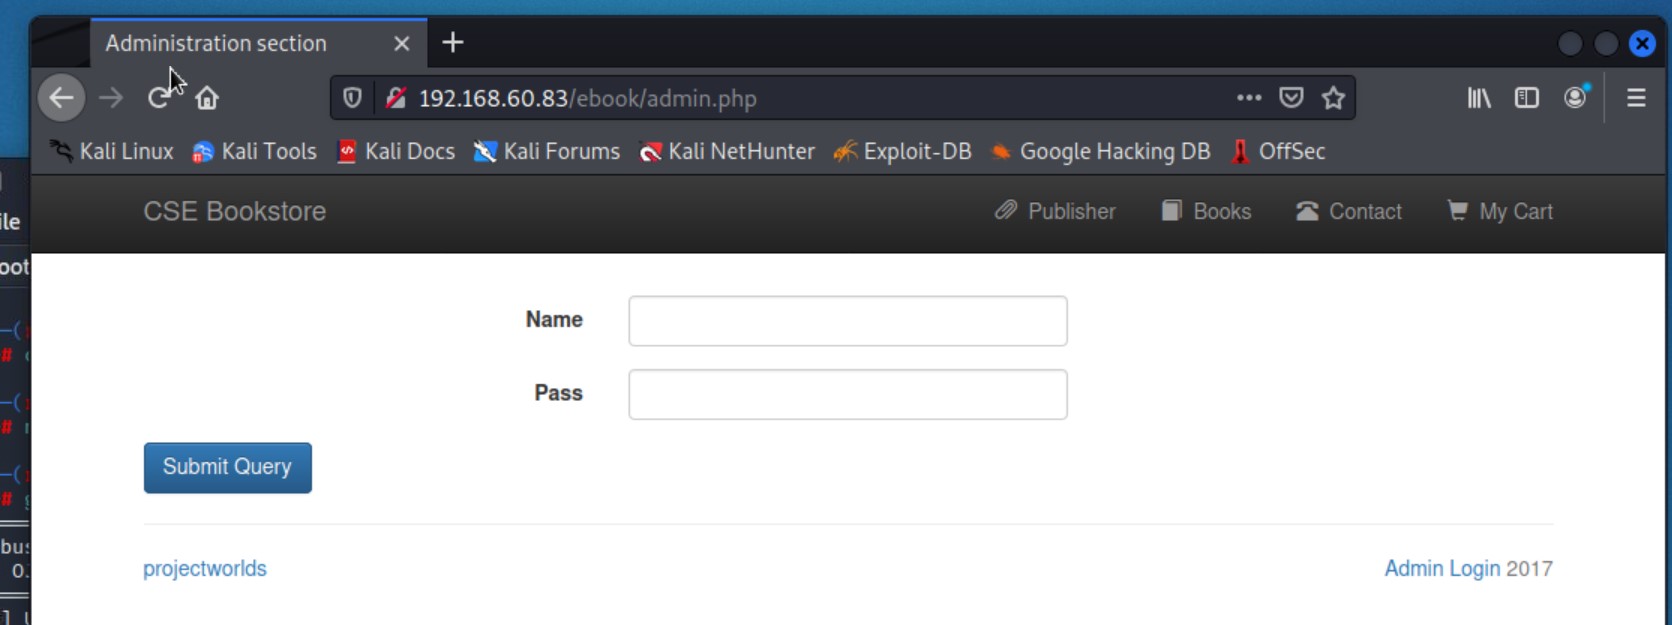 Administration section
192.168.60.83/ebook/admin.php
Kali Linux Kali Tools Kali Docs Kali Forums Kali NetHunter Exploit-DB Google Hacking DB OffSec
ile
CSE Bookstore Publisher Books Contact My Cart
oot
Name
#
Pass
#
Submit Query
#
bus
projectworlds Admin Login 2017